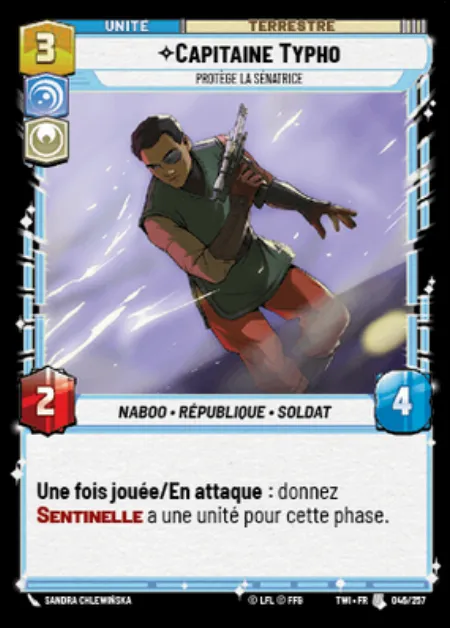 UNITÉ
TERRESTRE
3
✧CAPITAINE TYPHO
PROTÈGE LA SÉNATRICE
2
NABOO • RÉPUBLIQUE • SOLDAT
4
Une fois jouée/En attaque : donnez
SENTINELLE a une unité pour cette phase.
SANDRA CHLEWIŃSKA
© LFL Ⓟ FFG
TWI • FR
U
045/257